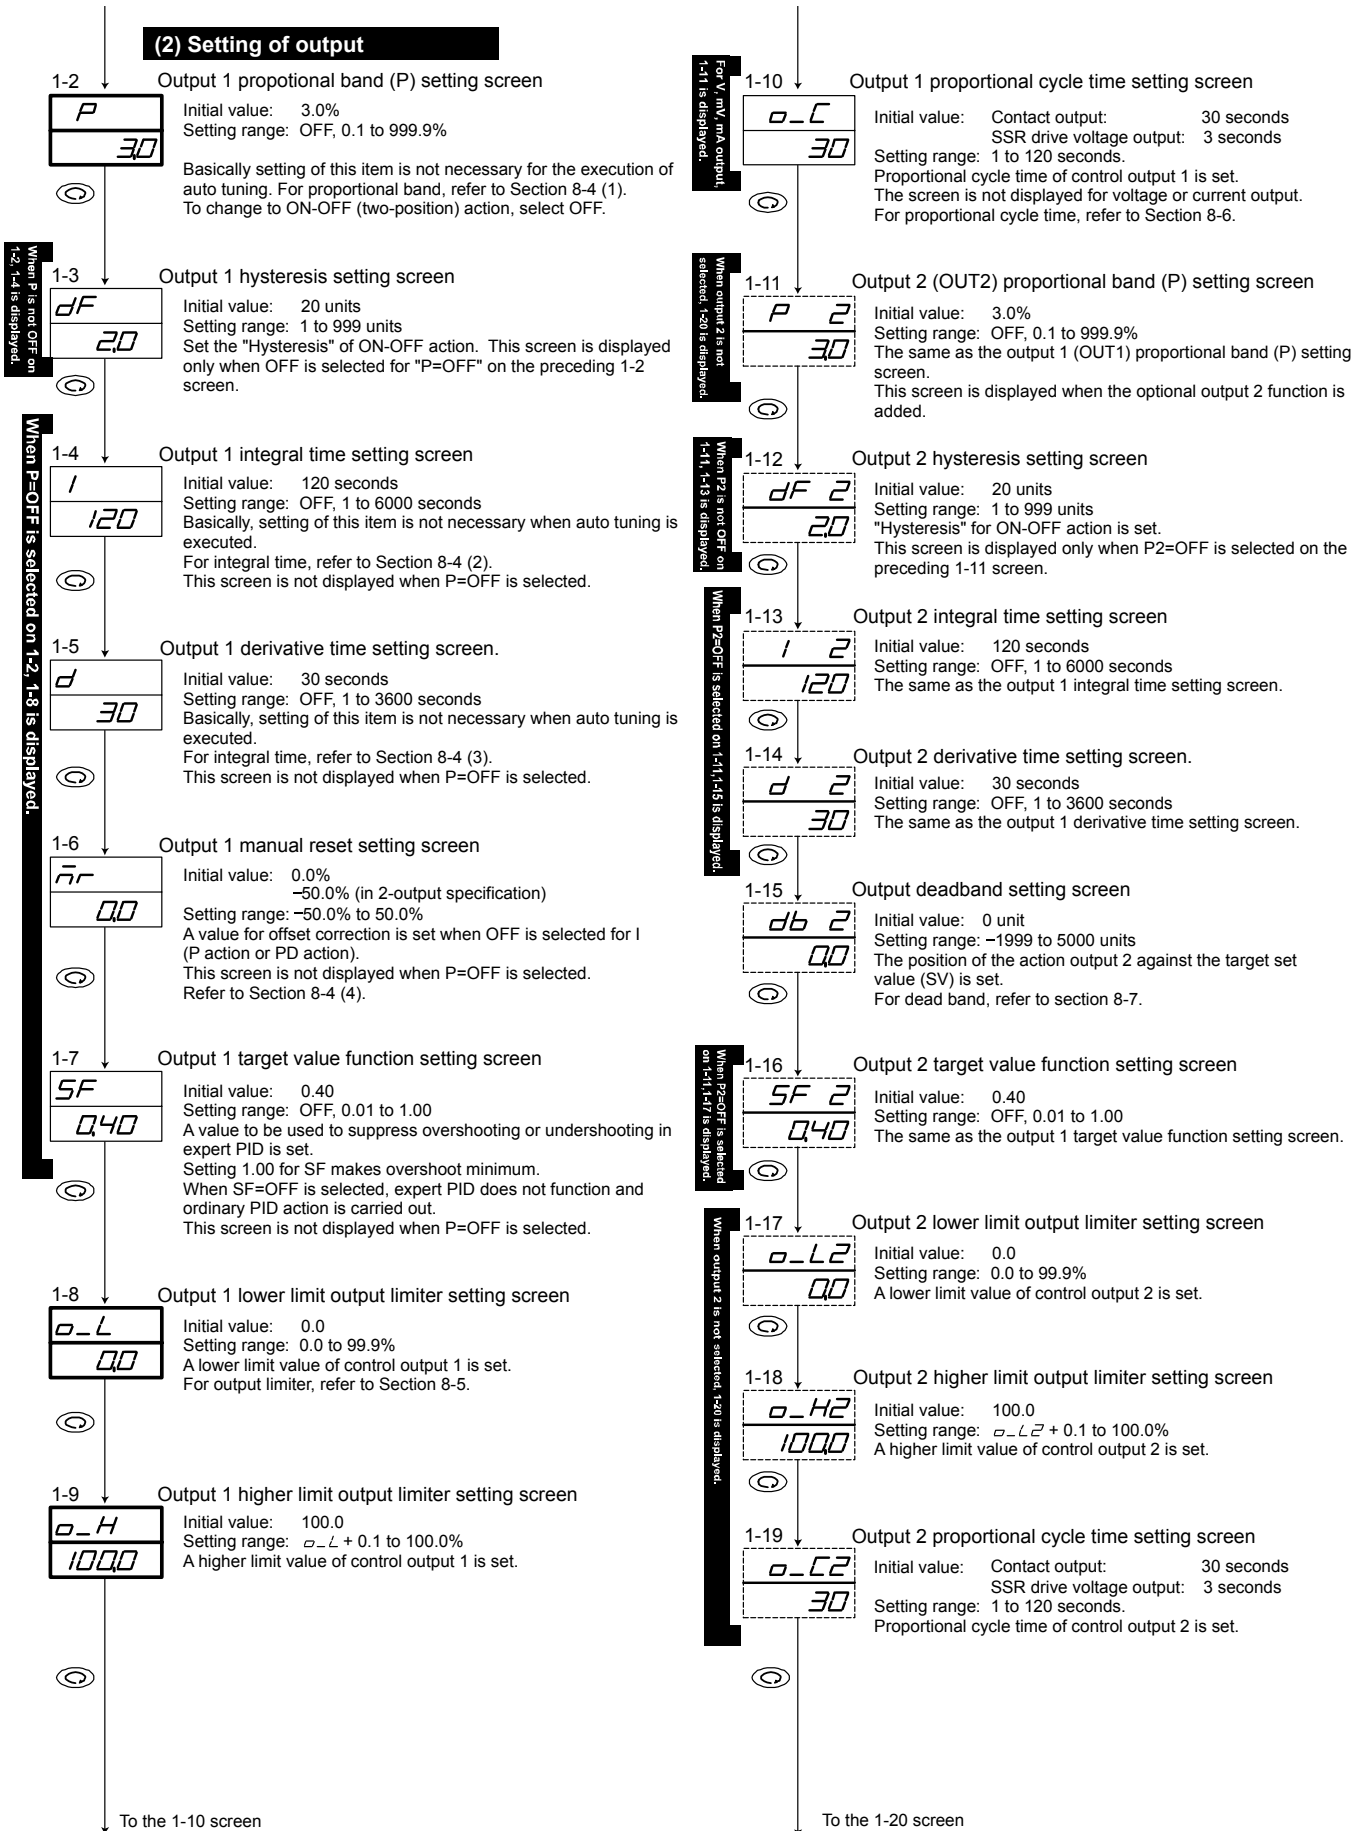 (2) Setting of output
1-2
Output 1 propotional band (P) setting screen
P
3.0
Initial value: 3.0%
Setting range: OFF, 0.1 to 999.9%
Basically setting of this item is not necessary for the execution of
auto tuning. For proportional band, refer to Section 8-4 (1).
To change to ON-OFF (two-position) action, select OFF.
When P is not OFF on
1-2, 1-4 is displayed.
1-3
Output 1 hysteresis setting screen
dF
2.0
Initial value: 20 units
Setting range: 1 to 999 units
Set the "Hysteresis" of ON-OFF action. This screen is displayed
only when OFF is selected for "P=OFF" on the preceding 1-2
screen.
When P=OFF is selected on 1-2, 1-8 is displayed.
1-4
Output 1 integral time setting screen
I
120
Initial value: 120 seconds
Setting range: OFF, 1 to 6000 seconds
Basically, setting of this item is not necessary when auto tuning is
executed.
For integral time, refer to Section 8-4 (2).
This screen is not displayed when P=OFF is selected.
1-5
Output 1 derivative time setting screen.
d
30
Initial value: 30 seconds
Setting range: OFF, 1 to 3600 seconds
Basically, setting of this item is not necessary when auto tuning is
executed.
For integral time, refer to Section 8-4 (3).
This screen is not displayed when P=OFF is selected.
1-6
Output 1 manual reset setting screen
0.0
Initial value: 0.0%
−50.0% (in 2-output specification)
Setting range: −50.0% to 50.0%
A value for offset correction is set when OFF is selected for I
(P action or PD action).
This screen is not displayed when P=OFF is selected.
Refer to Section 8-4 (4).
1-7
Output 1 target value function setting screen
SF
0.40
Initial value: 0.40
Setting range: OFF, 0.01 to 1.00
A value to be used to suppress overshooting or undershooting in
expert PID is set.
Setting 1.00 for SF makes overshoot minimum.
When SF=OFF is selected, expert PID does not function and
ordinary PID action is carried out.
This screen is not displayed when P=OFF is selected.
1-8
Output 1 lower limit output limiter setting screen
o_L
0.0
Initial value: 0.0
Setting range: 0.0 to 99.9%
A lower limit value of control output 1 is set.
For output limiter, refer to Section 8-5.
1-9
Output 1 higher limit output limiter setting screen
o_H
100.0
Initial value: 100.0
Setting range: o_L + 0.1 to 100.0%
A higher limit value of control output 1 is set.
To the 1-10 screen
For V, mV, mA output,
1-11 is displayed.
1-10
Output 1 proportional cycle time setting screen
o_C
30
Initial value: Contact output: 30 seconds
SSR drive voltage output: 3 seconds
Setting range: 1 to 120 seconds.
Proportional cycle time of control output 1 is set.
The screen is not displayed for voltage or current output.
For proportional cycle time, refer to Section 8-6.
When output 2 is not
selected, 1-20 is displayed.
1-11
Output 2 (OUT2) proportional band (P) setting screen
P 2
3.0
Initial value: 3.0%
Setting range: OFF, 0.1 to 999.9%
The same as the output 1 (OUT1) proportional band (P) setting
screen.
This screen is displayed when the optional output 2 function is
added.
When P2 is not OFF on
1-11, 1-13 is displayed.
1-12
Output 2 hysteresis setting screen
dF 2
2.0
Initial value: 20 units
Setting range: 1 to 999 units
"Hysteresis" for ON-OFF action is set.
This screen is displayed only when P2=OFF is selected on the
preceding 1-11 screen.
When P2=OFF is selected on 1-11,1-15 is displayed.
1-13
Output 2 integral time setting screen
I 2
120
Initial value: 120 seconds
Setting range: OFF, 1 to 6000 seconds
The same as the output 1 integral time setting screen.
1-14
Output 2 derivative time setting screen.
d 2
30
Initial value: 30 seconds
Setting range: OFF, 1 to 3600 seconds
The same as the output 1 derivative time setting screen.
1-15
Output deadband setting screen
db 2
0.0
Initial value: 0 unit
Setting range: −1999 to 5000 units
The position of the action output 2 against the target set
value (SV) is set.
For dead band, refer to section 8-7.
When P2=OFF is selected
on 1-11,1-17 is displayed.
1-16
Output 2 target value function setting screen
SF 2
0.40
Initial value: 0.40
Setting range: OFF, 0.01 to 1.00
The same as the output 1 target value function setting screen.
When output 2 is not selected, 1-20 is displayed.
1-17
Output 2 lower limit output limiter setting screen
o_L2
0.0
Initial value: 0.0
Setting range: 0.0 to 99.9%
A lower limit value of control output 2 is set.
1-18
Output 2 higher limit output limiter setting screen
o_H2
100.0
Initial value: 100.0
Setting range: o_L2 + 0.1 to 100.0%
A higher limit value of control output 2 is set.
1-19
Output 2 proportional cycle time setting screen
o_C2
30
Initial value: Contact output: 30 seconds
SSR drive voltage output: 3 seconds
Setting range: 1 to 120 seconds.
Proportional cycle time of control output 2 is set.
To the 1-20 screen